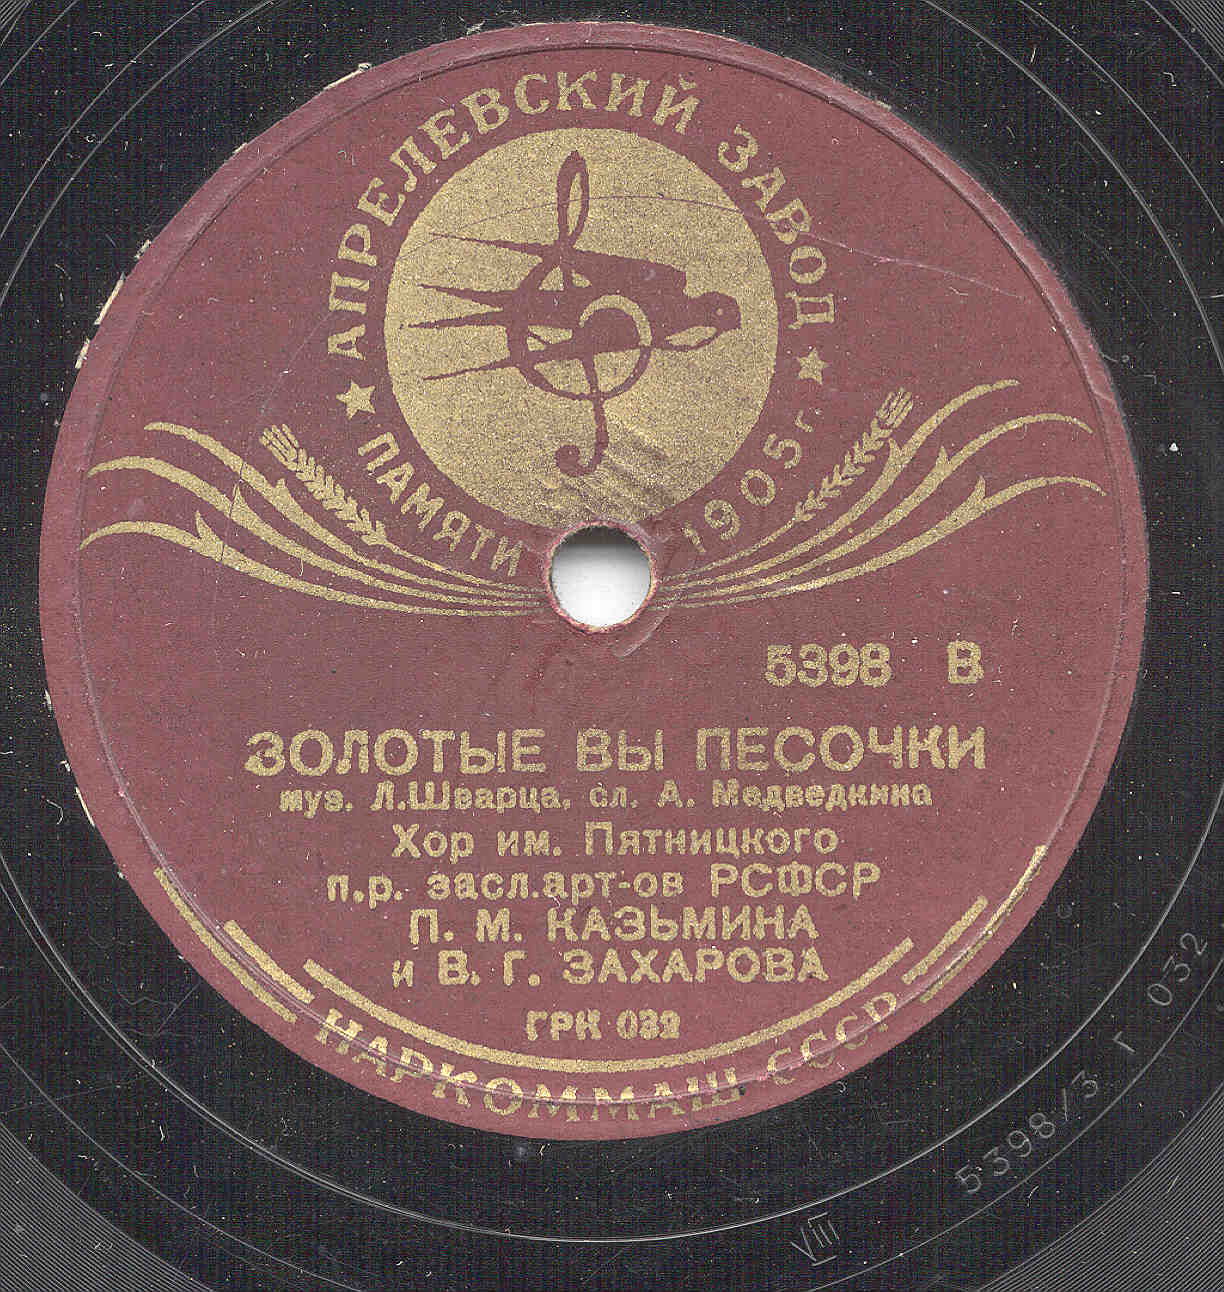 АПРЕЛЕВСКИЙ ЗАВОД
ПАМЯТИ 1905 г
5398 В
ЗОЛОТЫЕ ВЫ ПЕСОЧКИ
муз. Л.Шварца, сл. А. Медведкина
Хор им. Пятницкого
п.р. засл.арт-ов РСФСР
П. М. КАЗЬМИНА
и В. Г. ЗАХАРОВА
ГРК 032
НАРКОММАШ СССР
5398/3 Г 032
VIII